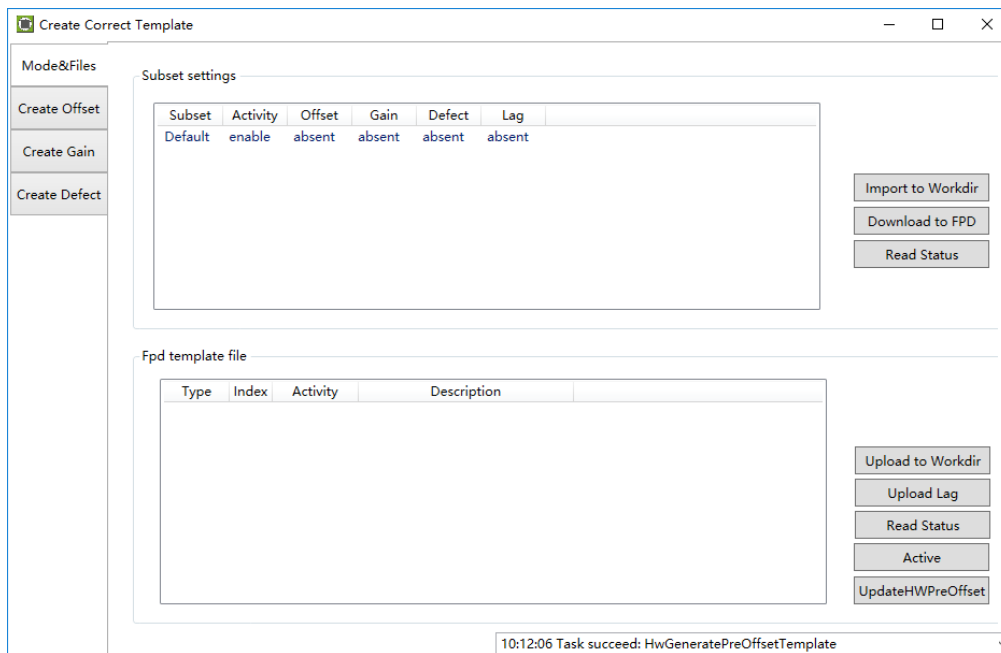 Create Correct Template
Mode&Files
Create Offset
Create Gain
Create Defect
Subset settings
Subset Activity Offset Gain Defect Lag
Default enable absent absent absent absent
Import to Workdir
Download to FPD
Read Status
Fpd template file
Type Index Activity Description
Upload to Workdir
Upload Lag
Read Status
Active
UpdateHWPreOffset
10:12:06 Task succeed: HwGeneratePreOffsetTemplate